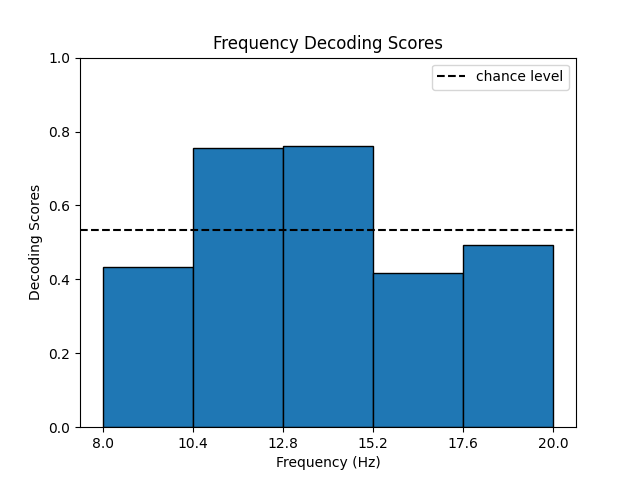 Frequency Decoding Scores
chance level
1.0
0.8
0.6
0.4
0.2
0.0
Decoding Scores
8.0 10.4 12.8 15.2 17.6 20.0
Frequency (Hz)